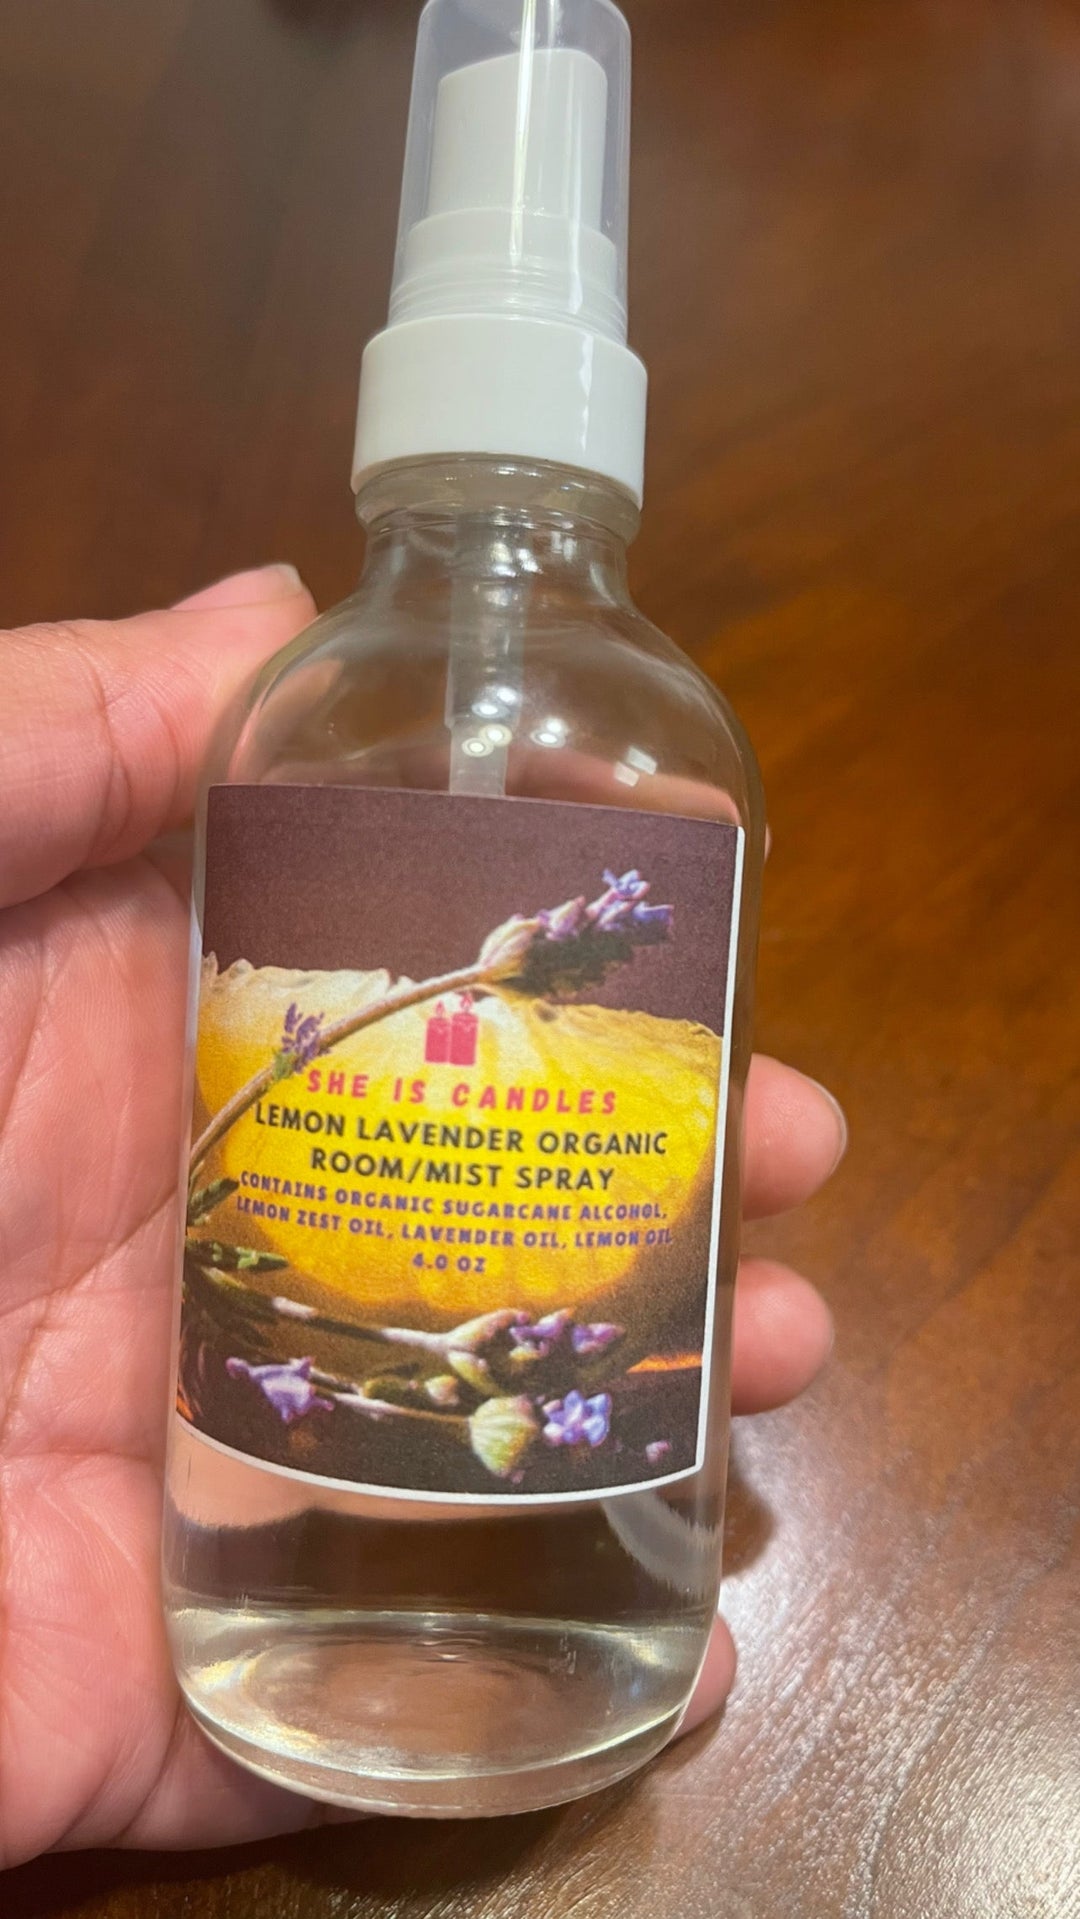 SHE IS CANDLES
LEMON LAVENDER ORGANIC
ROOM/MIST SPRAY
CONTAINS ORGANIC SUGARCANE ALCOHOL,
LEMON ZEST OIL, LAVENDER OIL, LEMON OIL
4.0 OZ